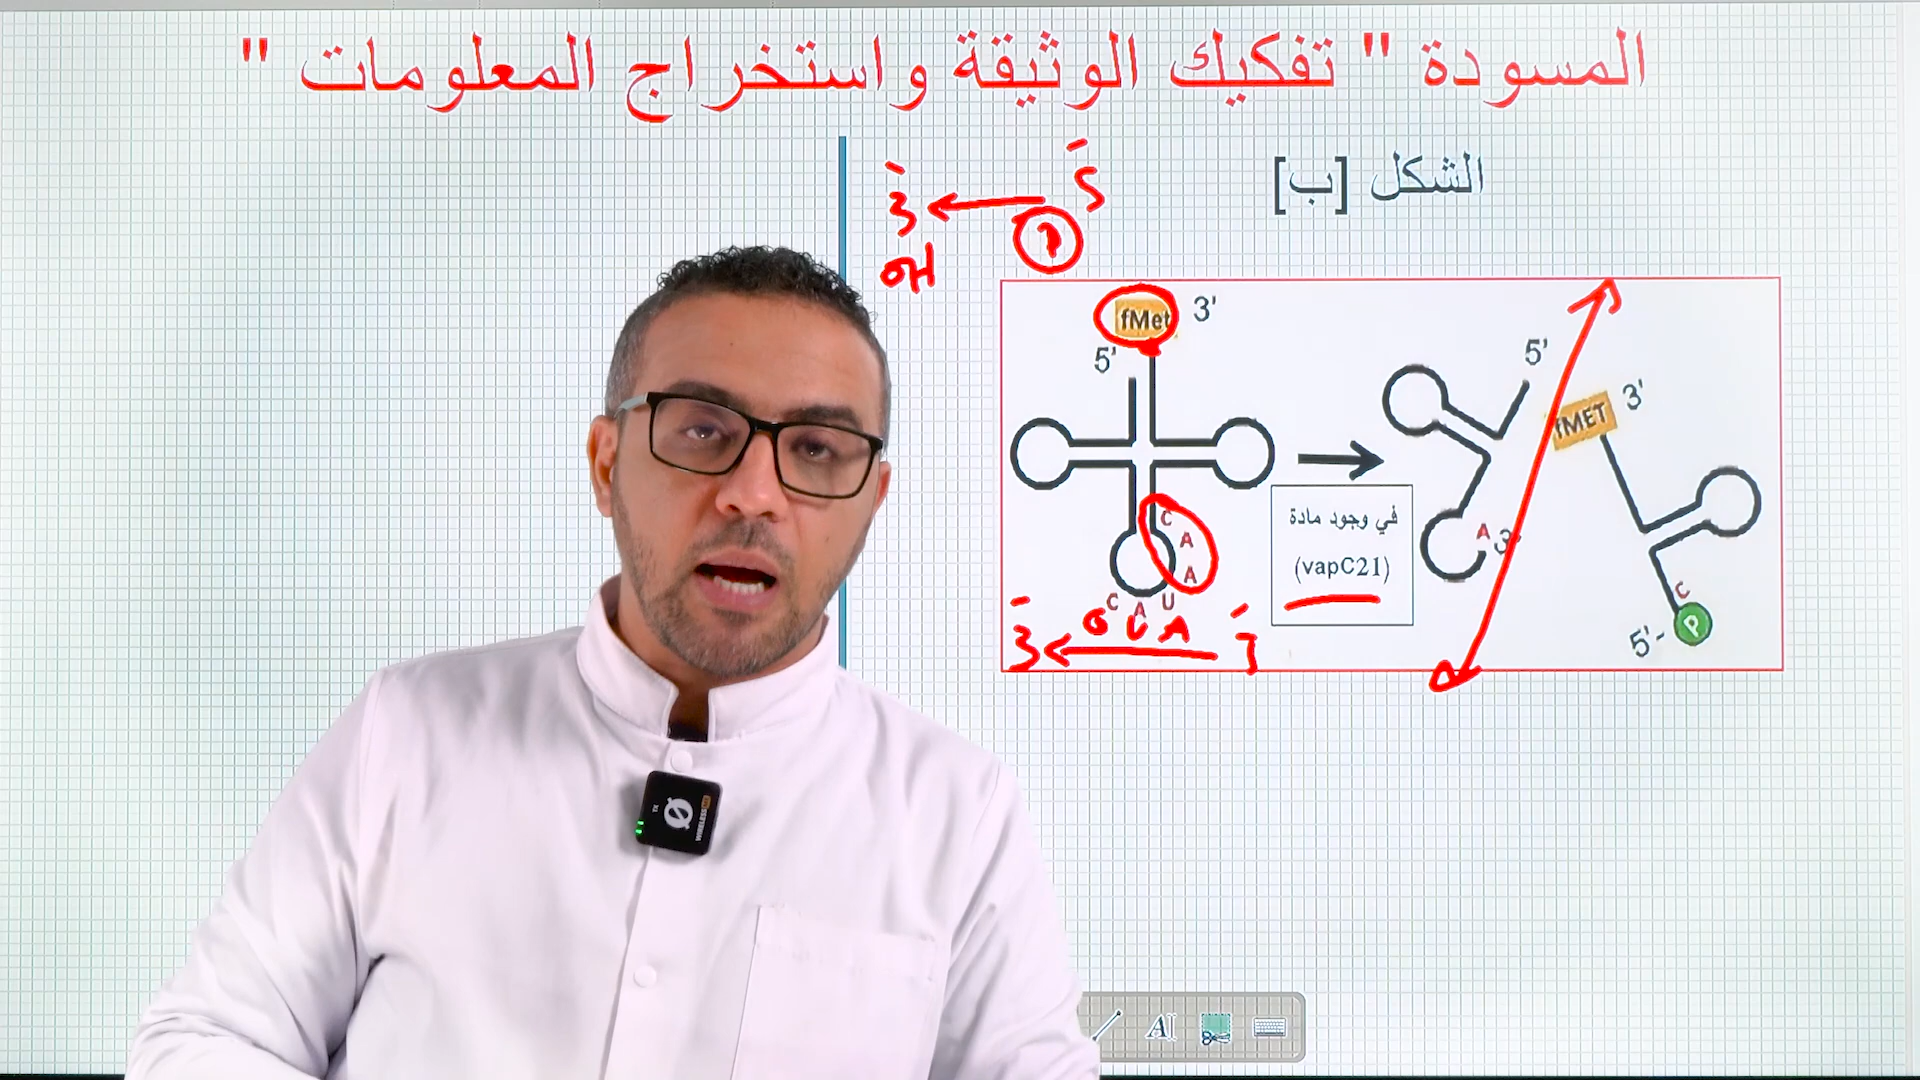 المسودة " تفكيك الوثيقة واستخراج المعلومات "
الشكل [ب]
5'
3'
OH
fMet 3'
5'
C
A
A
C A U
5'
fMET 3'
A 3'
C
5'- P
في وجود مادة
(vapC21)
3'